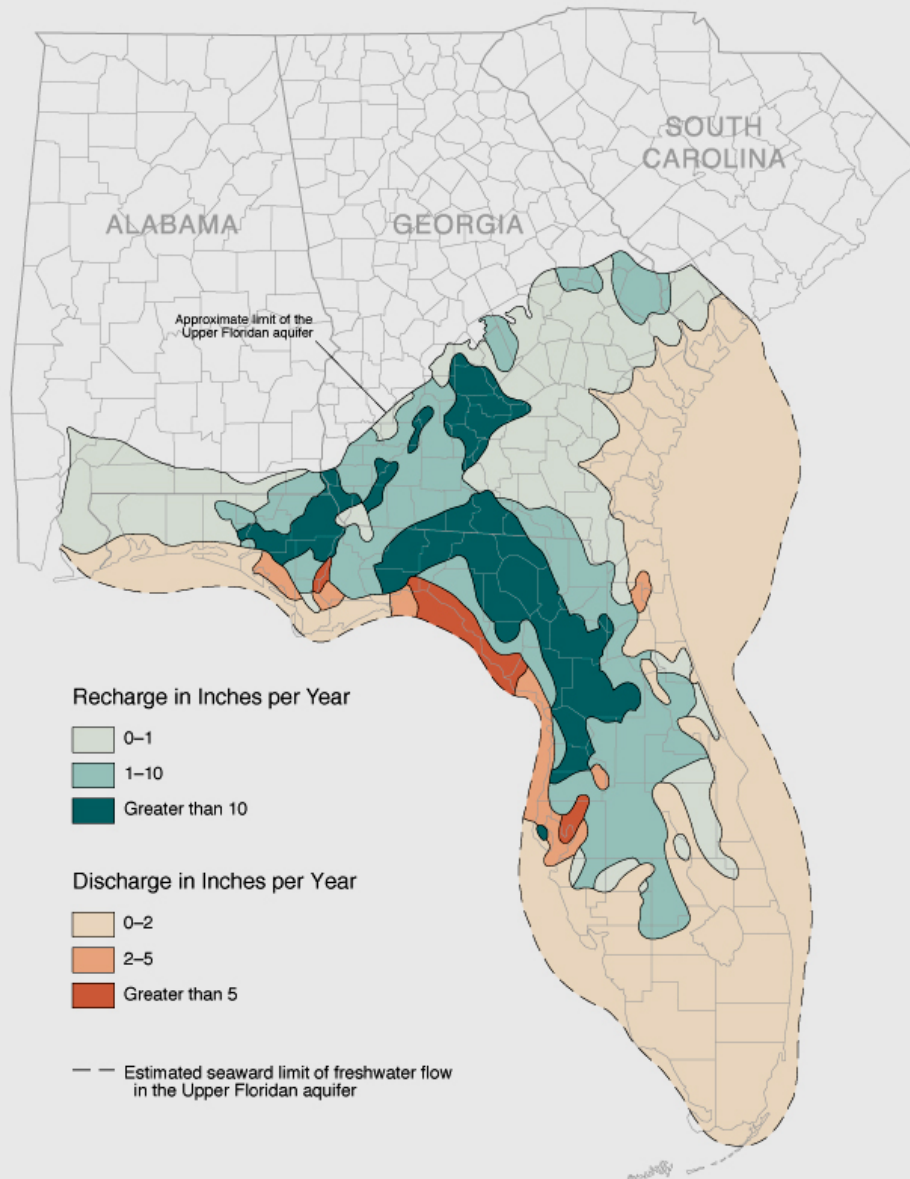 SOUTH
CAROLINA
ALABAMA
GEORGIA
Approximate limit of the
Upper Floridan aquifer
Recharge in Inches per Year
0–1
1–10
Greater than 10
Discharge in Inches per Year
0–2
2–5
Greater than 5
Estimated seaward limit of freshwater flow
in the Upper Floridan aquifer